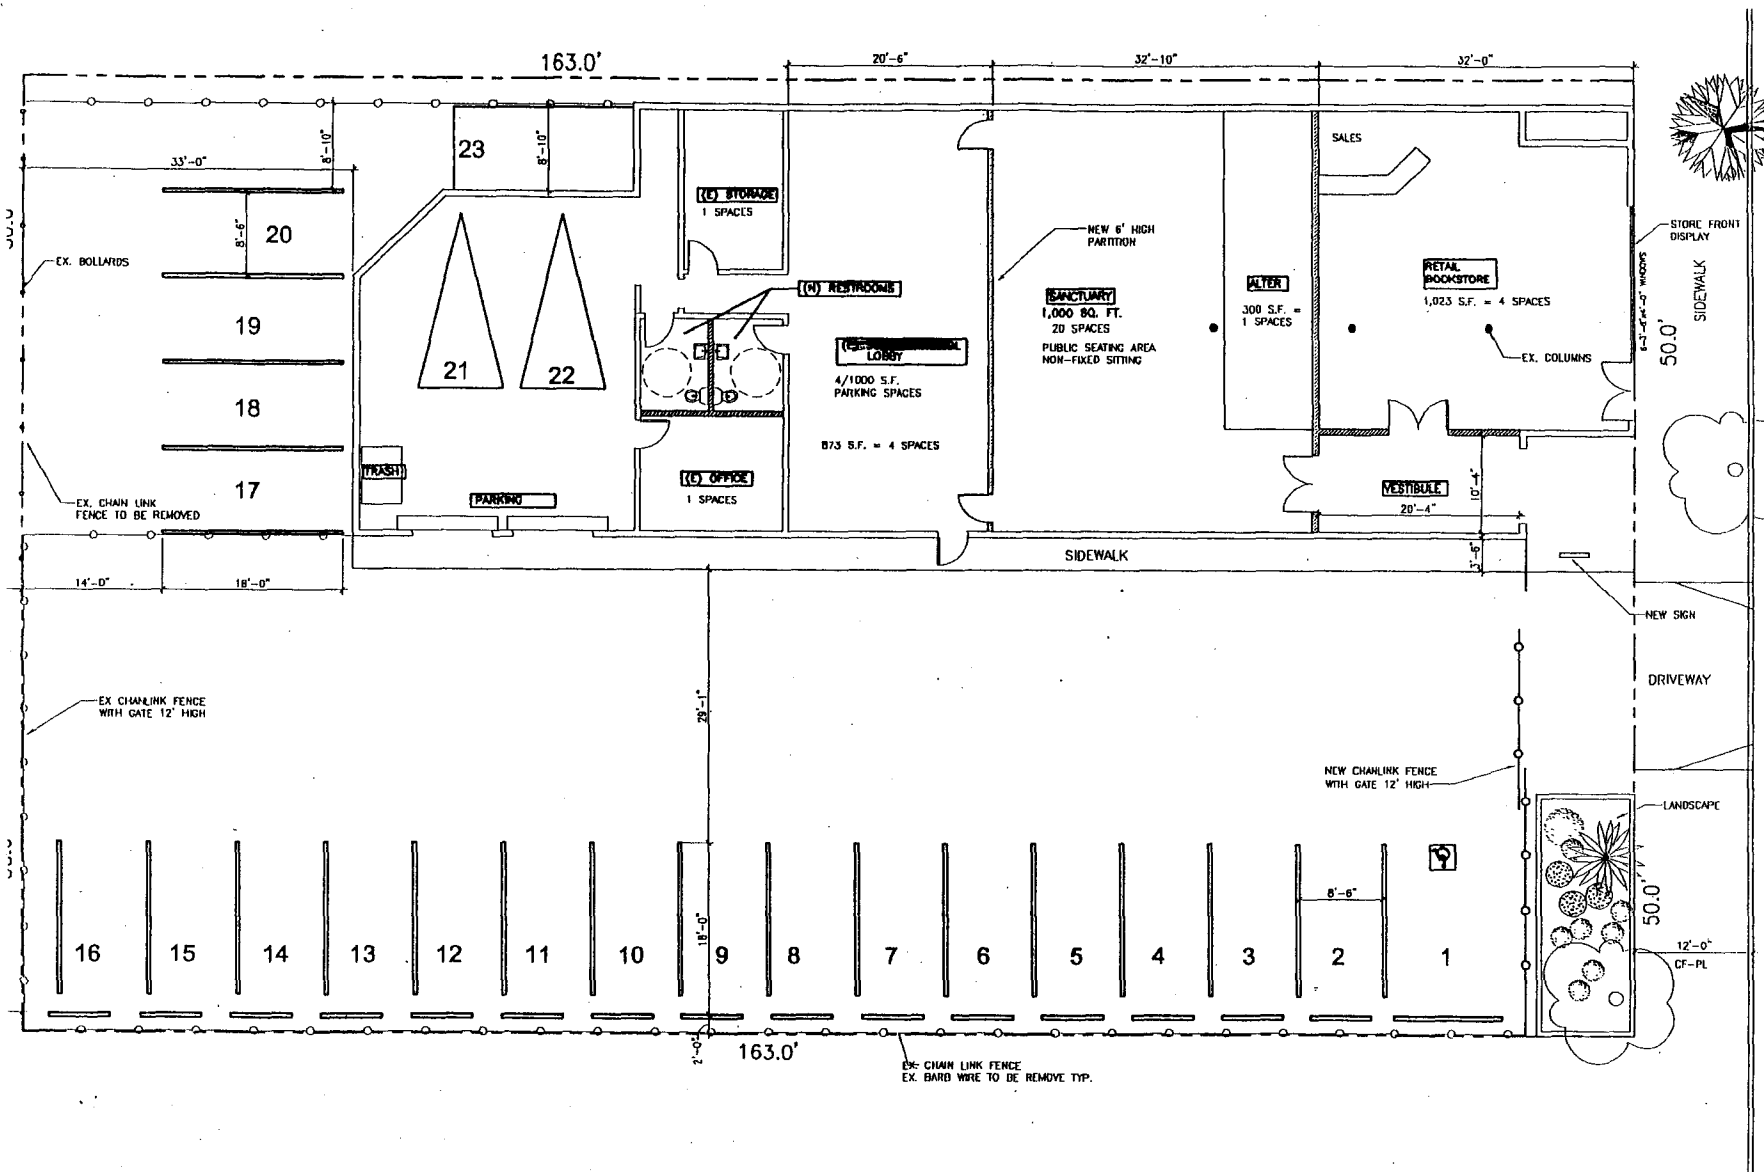 163.0'
20'-6"
32'-10"
32'-0"
33'-0"
8'-10"
23
8'-10"
SALES
(E) STORAGE
1 SPACES
20
8'-6"
EX. BOLLARDS
NEW 6' HIGH
PARTITION
STORE FRONT
DISPLAY
SIDEWALK
(N) RESTROOMS
SANCTUARY
1,000 SQ. FT.
20 SPACES
PUBLIC SEATING AREA
NON-FIXED SITTING
ALTER
300 S.F. =
1 SPACES
RETAIL
BOOKSTORE
1,023 S.F. = 4 SPACES
EX. COLUMNS
50.0'
19
21
22
LOBBY
4/1000 S.F.
PARKING SPACES
873 S.F. = 4 SPACES
18
17
TRASH
PARKING
(E) OFFICE
1 SPACES
VESTIBULE
20'-4"
10'-4"
EX. CHAIN LINK
FENCE TO BE REMOVED
SIDEWALK
3'-6"
14'-0"
18'-0"
NEW SIGN
DRIVEWAY
EX CHANLINK FENCE
WITH GATE 12' HIGH
29'-1"
NEW CHANLINK FENCE
WITH GATE 12' HIGH
LANDSCAPE
8'-6"
18'-0"
50.0'
12'-0"
CF-PL
16 15 14 13 12 11 10 9 8 7 6 5 4 3 2 1
2'-0"
163.0'
EX. CHAIN LINK FENCE
EX. BARB WIRE TO BE REMOVE TYP.